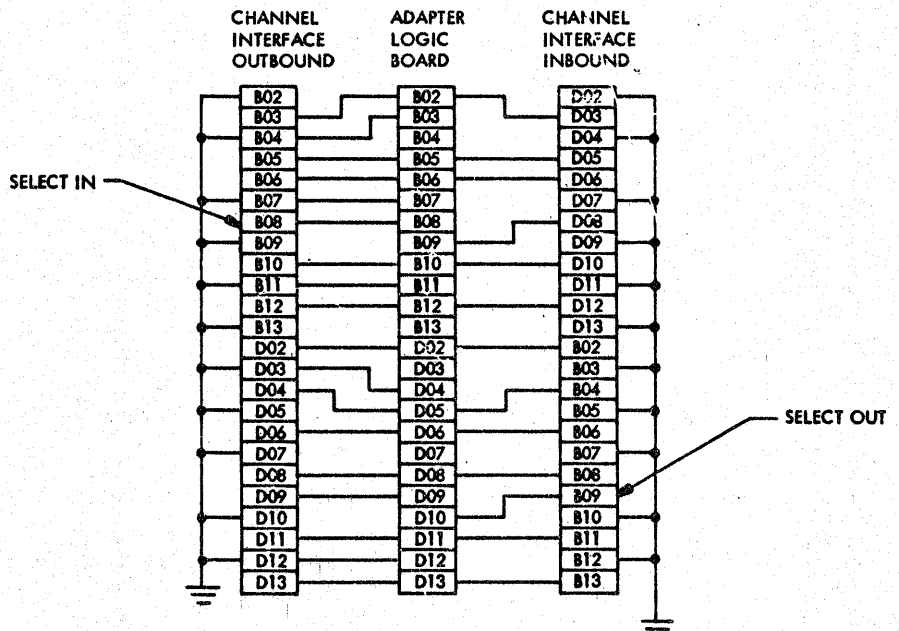 CHANNEL INTERFACE OUTBOUND
ADAPTER LOGIC BOARD
CHANNEL INTERFACE INBOUND
B02 B02 D02
B03 B03 D03
B04 B04 D04
B05 B05 D05
B06 B06 D06
B07 B07 D07
B08 B08 D08
B09 B09 D09
B10 B10 D10
B11 B11 D11
B12 B12 D12
B13 B13 D13
D02 D02 B02
D03 D03 B03
D04 D04 B04
D05 D05 B05
D06 D06 B06
D07 D07 B07
D08 D08 B08
D09 D09 B09
D10 D10 B10
D11 D11 B11
D12 D12 B12
D13 D13 B13
SELECT IN
SELECT OUT